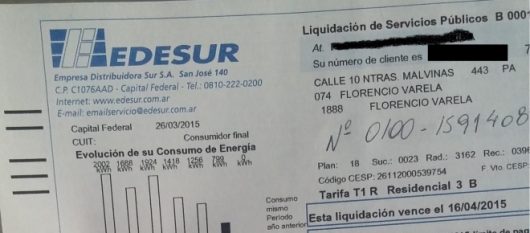 EDESUR
Empresa Distribuidora Sur S.A. San José 140
C.P. C1076AAD - Capital Federal - Tel.: 0810-222-0200
Internet: www.edesur.com.ar
E-mail: emailservicio@edesur.com.ar
Capital Federal 26/03/2015
CUIT: Consumidor final
Evolución de su Consumo de Energía
2002 1688 1924 1418 1256 799 0
kWh kWh kWh kWh kWh kWh kWh
Consumo
mismo
Período
año anterior
Liquidación de Servicios Públicos B 000
At.
Su número de cliente es 7
CALLE 10 NTRAS. MALVINAS 443 PA
074 FLORENCIO VARELA
1888 FLORENCIO VARELA
Nº 0100-1591408
Plan: 18 Suc.: 0023 Rad.: 3162 Rec.: 039
Código CESP: 26112000539754 F Vto. CESP
Tarifa T1 R Residencial 3 B
Esta liquidación vence el 16/04/2015